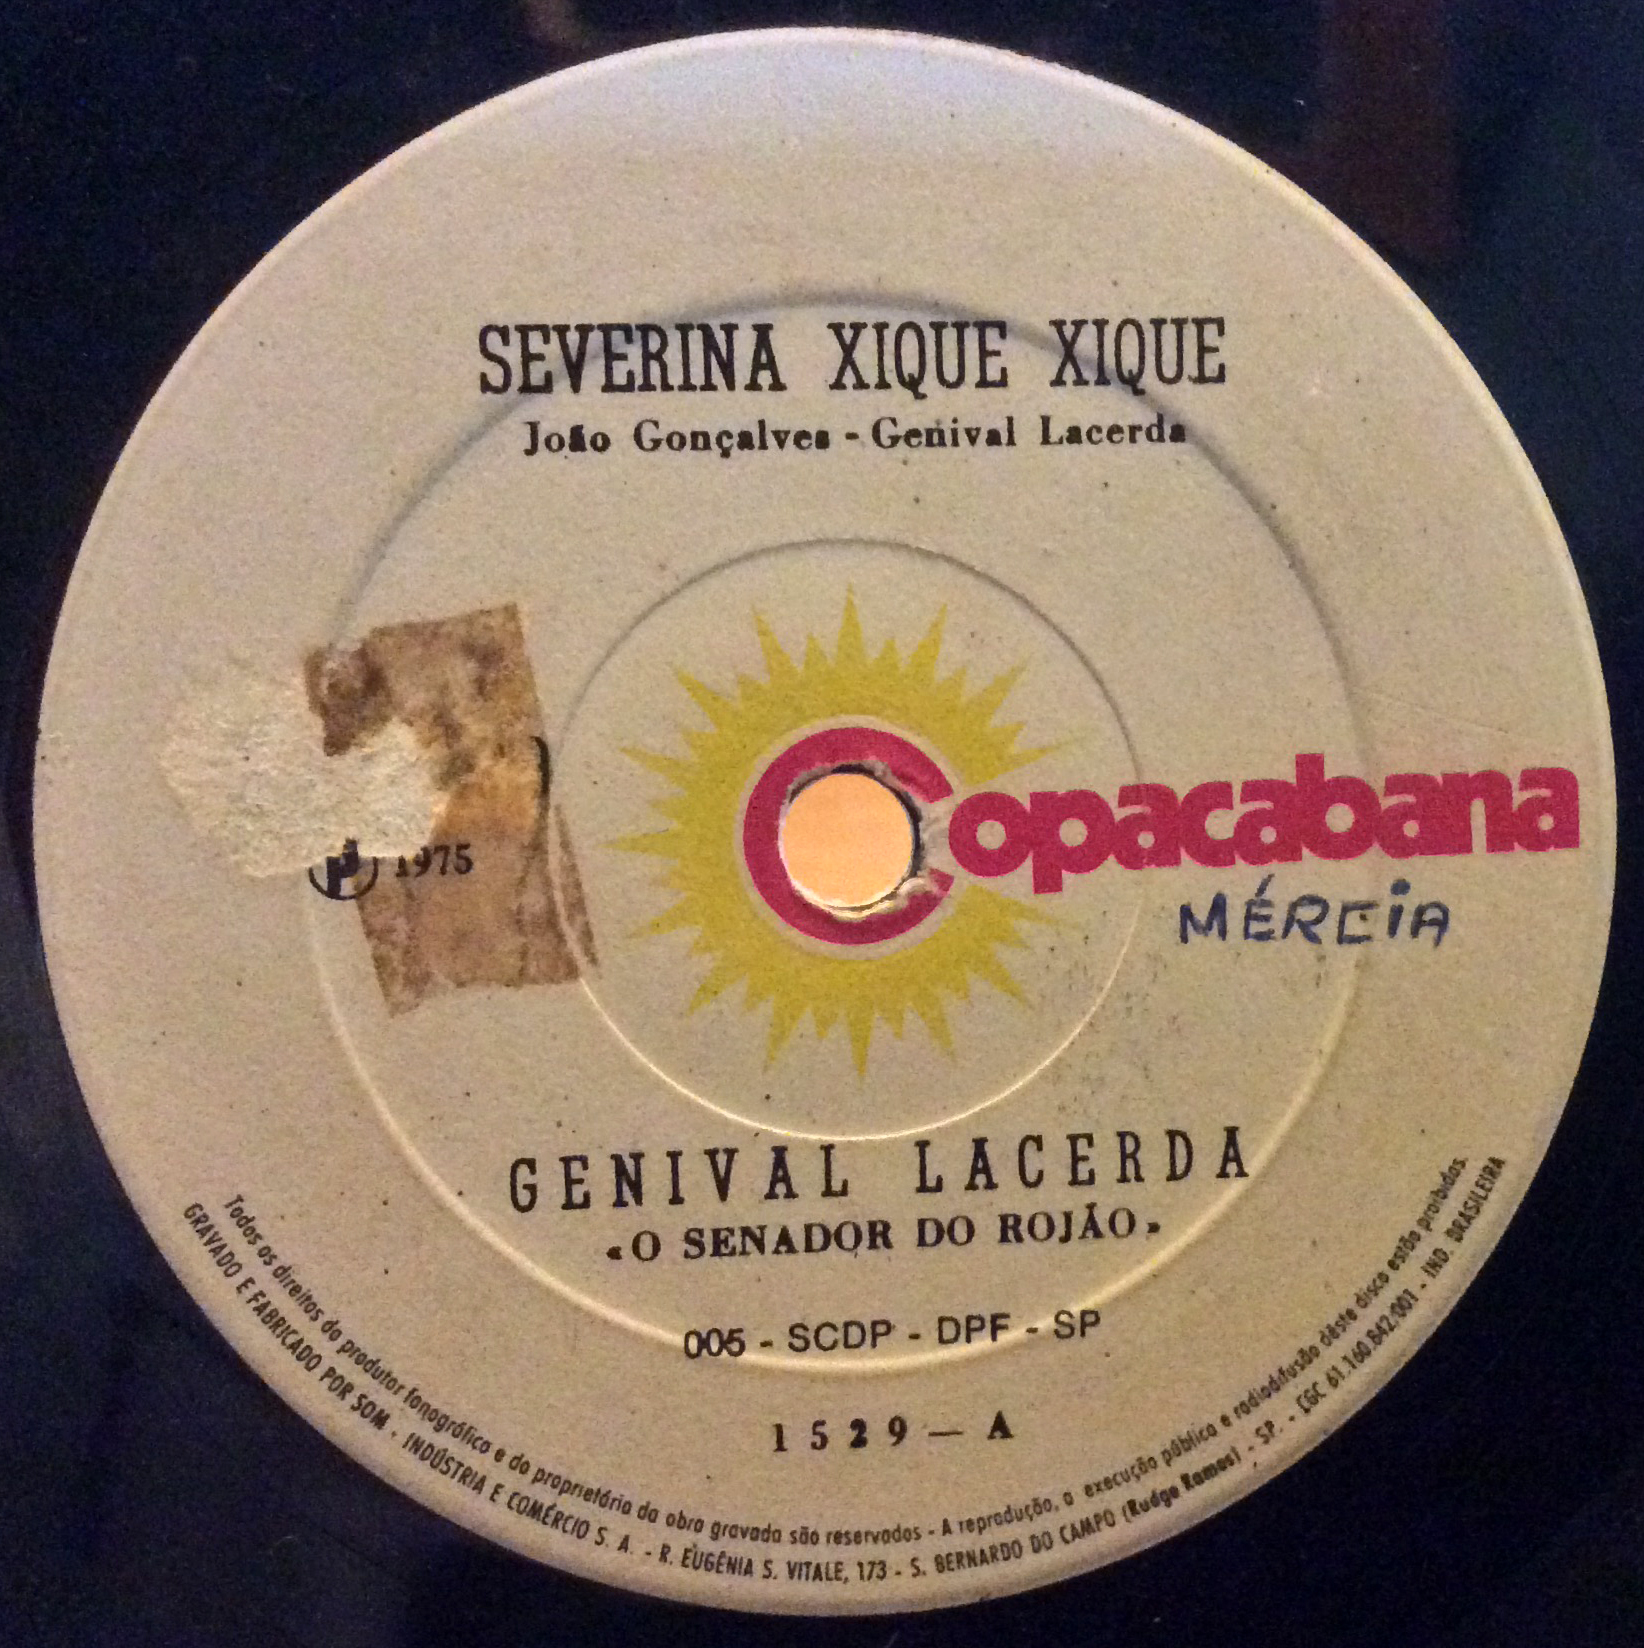 SEVERINA XIQUE XIQUE
João Gonçalves - Genival Lacerda
Ⓟ 1975
Copacabana
MÉRCIA
GENIVAL LACERDA
«O SENADOR DO ROJÃO»
005 - SCDP - DPF - SP
1529 — A
Todos os direitos do produtor fonográfico e do proprietário da obra gravada são reservados - A reprodução, a execução pública e radiodifusão dêste disco estão proibidas.
GRAVADO E FABRICADO POR SOM - INDÚSTRIA E COMÉRCIO S. A. - R. EUGÊNIA S. VITALE, 173 - S. BERNARDO DO CAMPO (Rudge Ramos) - SP. - CGC 61.160.842/001 - IND. BRASILEIRA